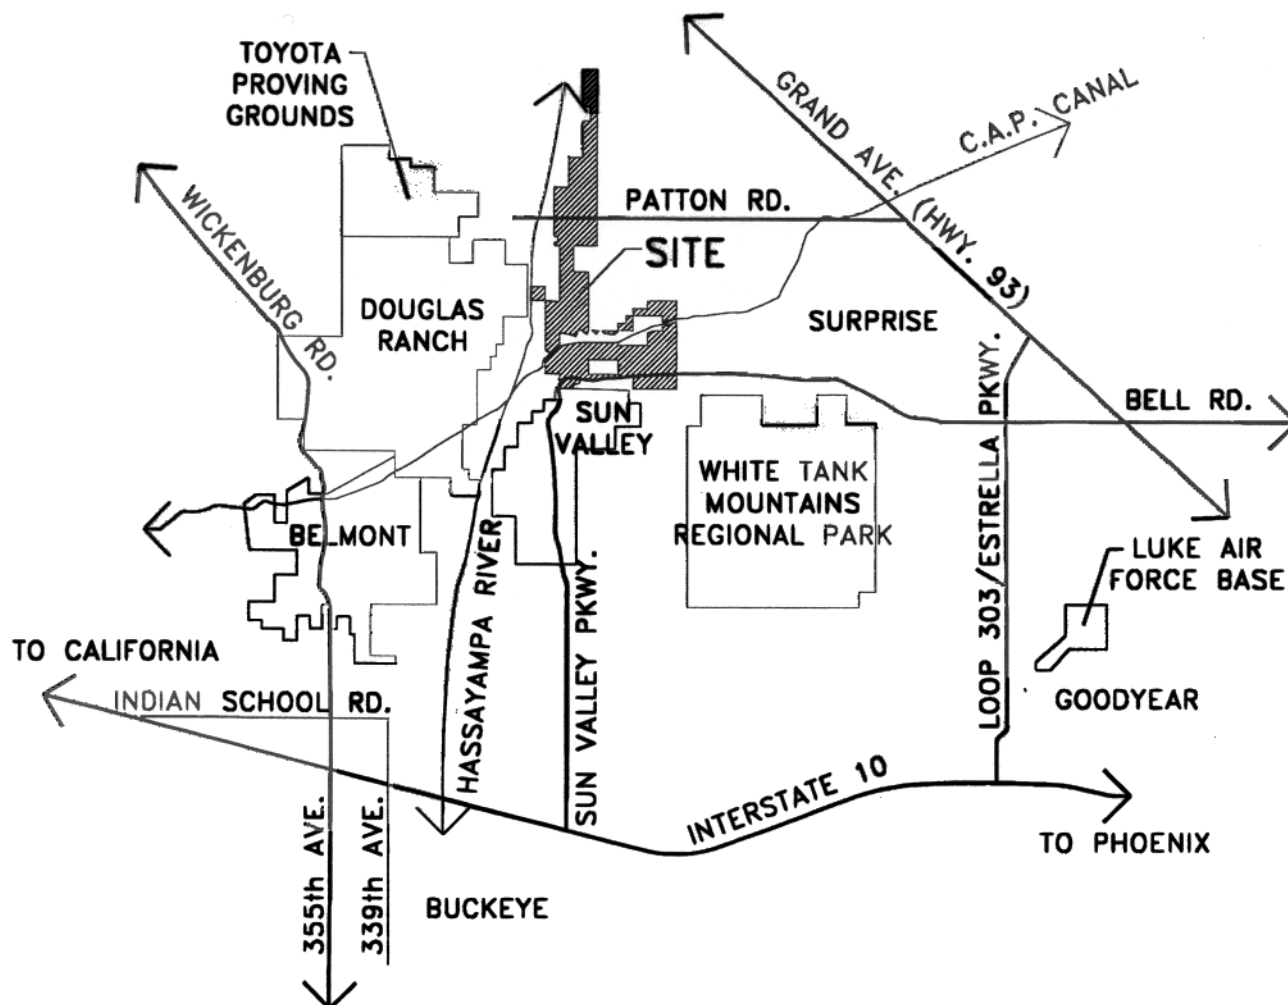 TOYOTA
PROVING
GROUNDS
GRAND AVE. (HWY. 93)
C.A.P. CANAL
WICKENBURG RD.
PATTON RD.
SITE
DOUGLAS
RANCH
SURPRISE
BELL RD.
SUN
VALLEY
WHITE TANK
MOUNTAINS
REGIONAL PARK
BELMONT
HASSAYAMPA RIVER
SUN VALLEY PKWY.
LOOP 303/ESTRELLA PKWY.
LUKE AIR
FORCE BASE
TO CALIFORNIA
INDIAN SCHOOL RD.
GOODYEAR
INTERSTATE 10
TO PHOENIX
355th AVE.
339th AVE.
BUCKEYE